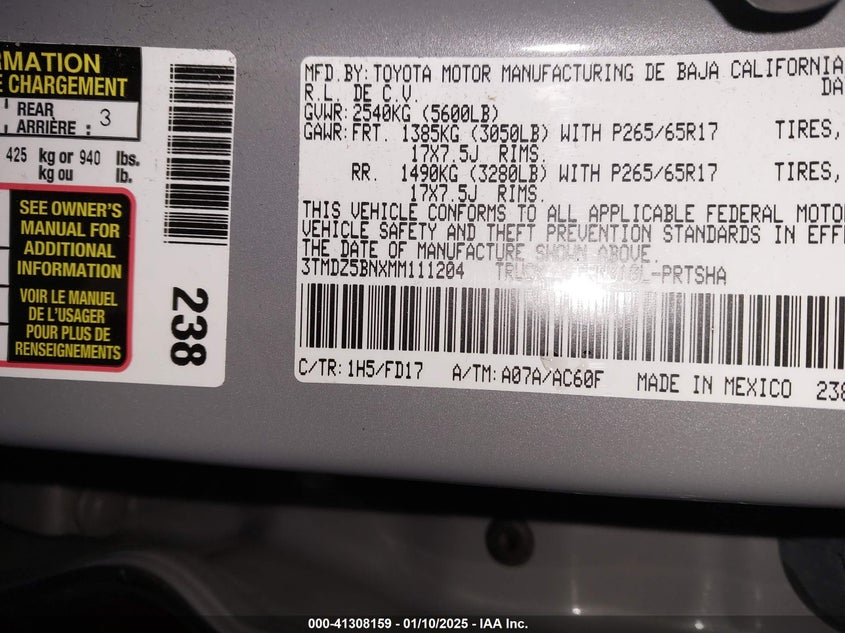 RMATION
E CHARGEMENT
REAR
ARRIÈRE : 3
425 kg or 940 lbs.
kg ou lb.
SEE OWNER'S
MANUAL FOR
ADDITIONAL
INFORMATION
VOIR LE MANUEL
DE L'USAGER
POUR PLUS DE
RENSEIGNEMENTS
238
MFD.BY: TOYOTA MOTOR MANUFACTURING DE BAJA CALIFORNIA
R.L. DE C.V. DA
GVWR: 2540KG (5600LB)
GAWR: FRT. 1385KG (3050LB) WITH P265/65R17 TIRES,
17X7.5J RIMS.
RR. 1490KG (3280LB) WITH P265/65R17 TIRES,
17X7.5J RIMS.
THIS VEHICLE CONFORMS TO ALL APPLICABLE FEDERAL MOTO
VEHICLE SAFETY AND THEFT PREVENTION STANDARDS IN EFF
THE DATE OF MANUFACTURE SHOWN ABOVE.
3TMDZ5BNXMM111204 L-PRTSHA
C/TR: 1H5/FD17 A/TM: A07A/AC60F MADE IN MEXICO 238
000-41308159 — 01/10/2025 — IAA Inc.